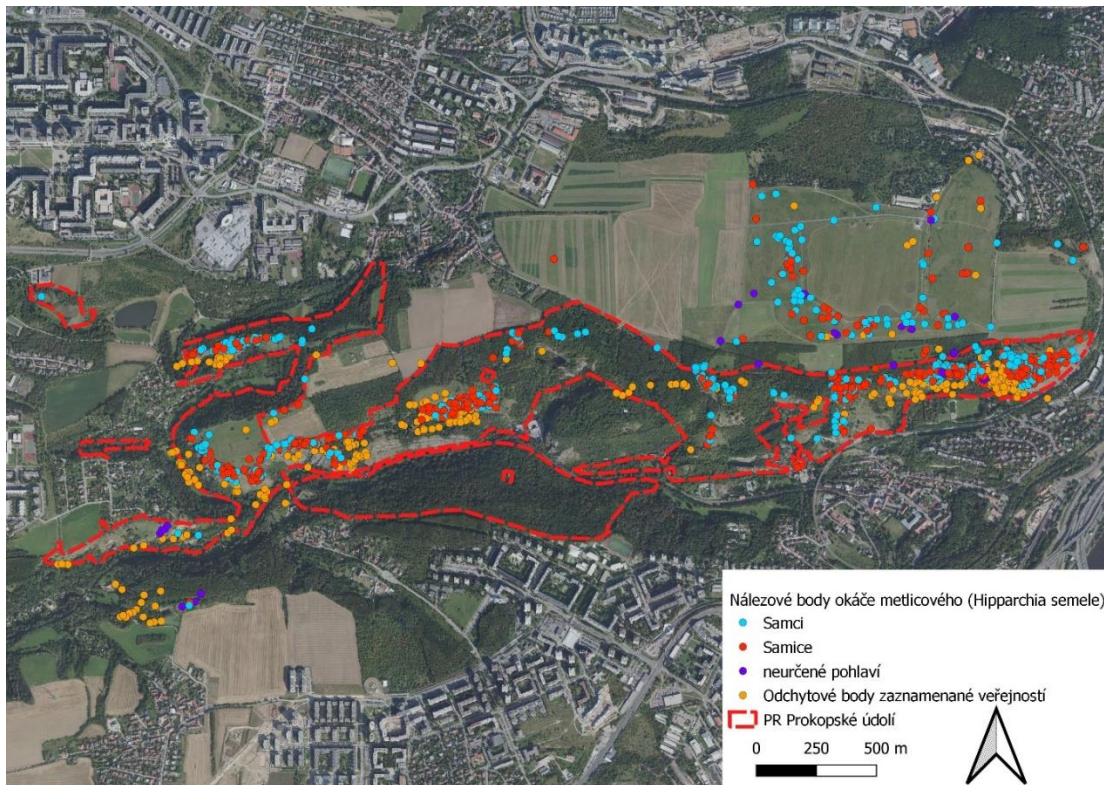 Nálezové body okáče metlicového (Hipparchia semele)
Samci
Samice
neurčené pohlaví
Odchytové body zaznamenané veřejností
PR Prokopské údolí
0 250 500 m